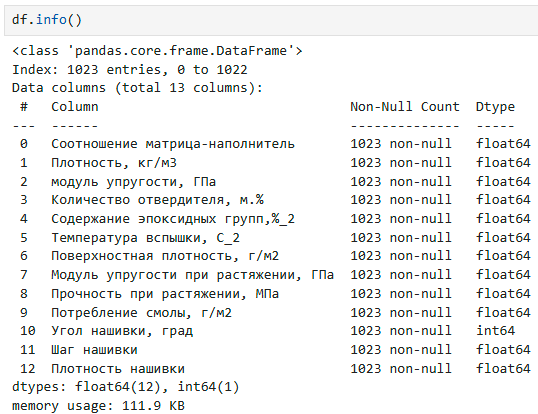 df.info()
<class 'pandas.core.frame.DataFrame'>
Index: 1023 entries, 0 to 1022
Data columns (total 13 columns):
 #   Column                                Non-Null Count  Dtype
---  ------                                --------------  -----
 0   Соотношение матрица-наполнитель       1023 non-null   float64
 1   Плотность, кг/м3                      1023 non-null   float64
 2   модуль упругости, ГПа                 1023 non-null   float64
 3   Количество отвердителя, м.%           1023 non-null   float64
 4   Содержание эпоксидных групп,%_2       1023 non-null   float64
 5   Температура вспышки, С_2              1023 non-null   float64
 6   Поверхностная плотность, г/м2         1023 non-null   float64
 7   Модуль упругости при растяжении, ГПа  1023 non-null   float64
 8   Прочность при растяжении, МПа         1023 non-null   float64
 9   Потребление смолы, г/м2               1023 non-null   float64
 10  Угол нашивки, град                    1023 non-null   int64
 11  Шаг нашивки                           1023 non-null   float64
 12  Плотность нашивки                     1023 non-null   float64
dtypes: float64(12), int64(1)
memory usage: 111.9 KB